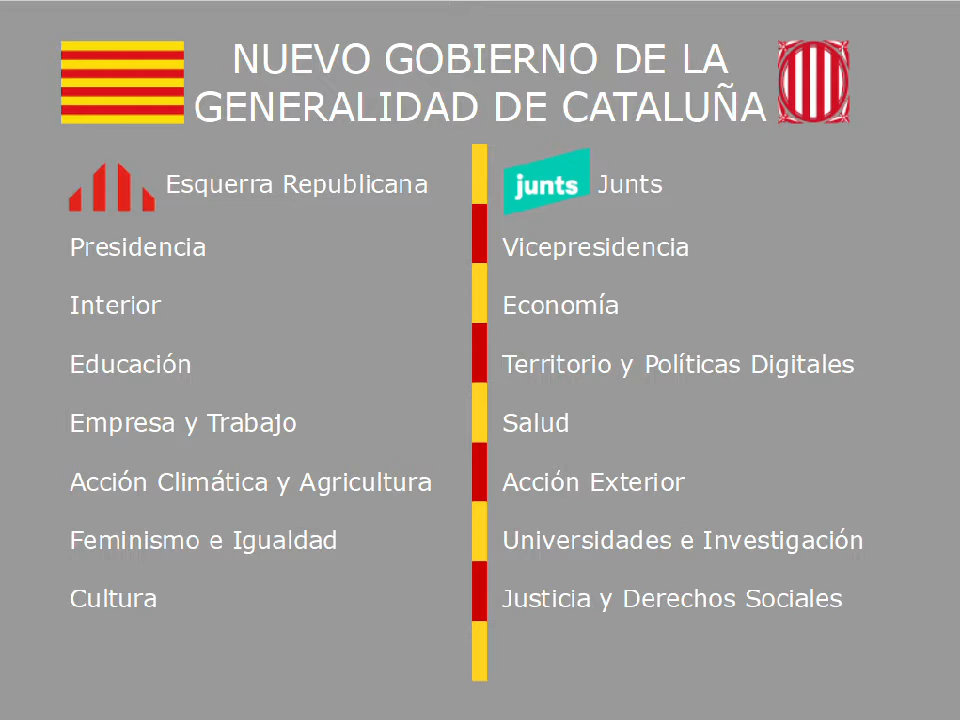 NUEVO GOBIERNO DE LA
GENERALIDAD DE CATALUÑA
Esquerra Republicana
Presidencia
Interior
Educación
Empresa y Trabajo
Acción Climática y Agricultura
Feminismo e Igualdad
Cultura
junts Junts
Vicepresidencia
Economía
Territorio y Políticas Digitales
Salud
Acción Exterior
Universidades e Investigación
Justicia y Derechos Sociales